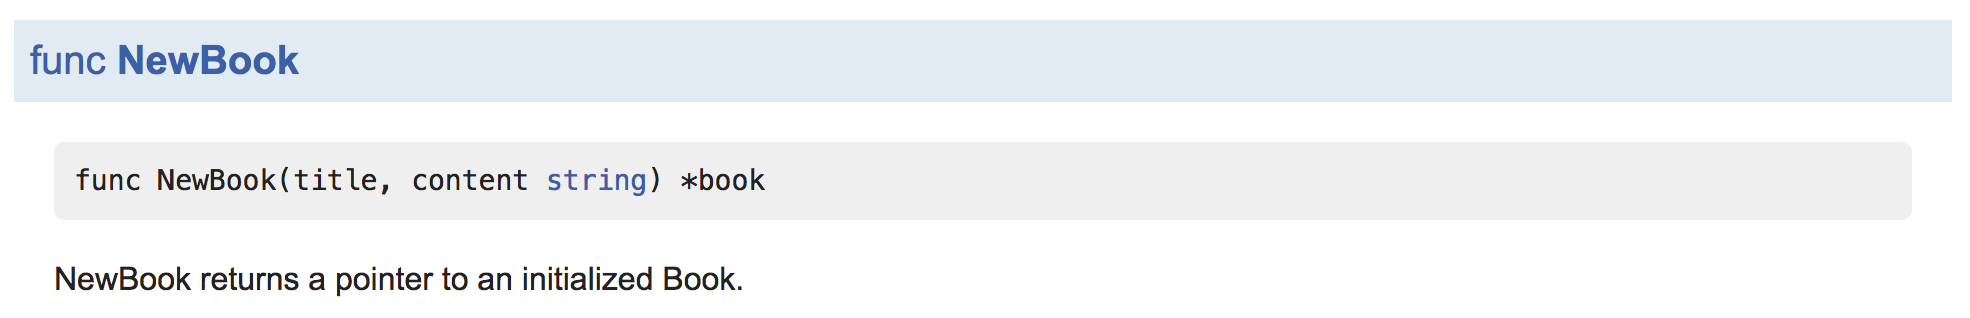 func NewBook
func NewBook(title, content string) *book
NewBook returns a pointer to an initialized Book.